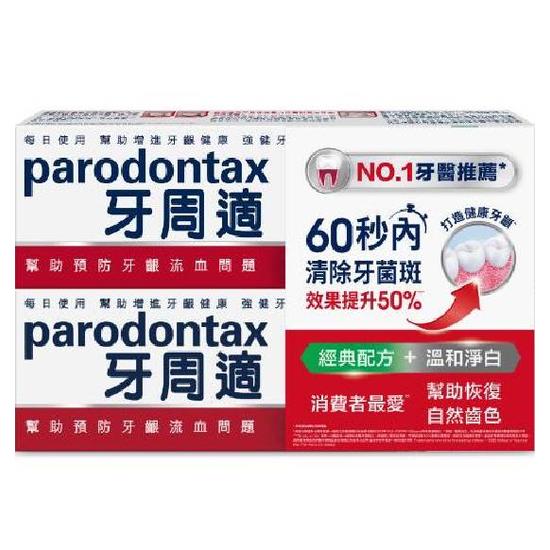 每日使用 幫助增進牙齦健康 強健牙
parodontax
牙周適
幫助預防牙齦流血問題
每日使用 幫助增進牙齦健康 強健牙
parodontax
牙周適
幫助預防牙齦流血問題
NO.1牙醫推薦*
60秒內
清除牙菌斑
效果提升50%
打造健康牙齦
經典配方 + 溫和淨白
消費者最愛
幫助恢復
自然齒色